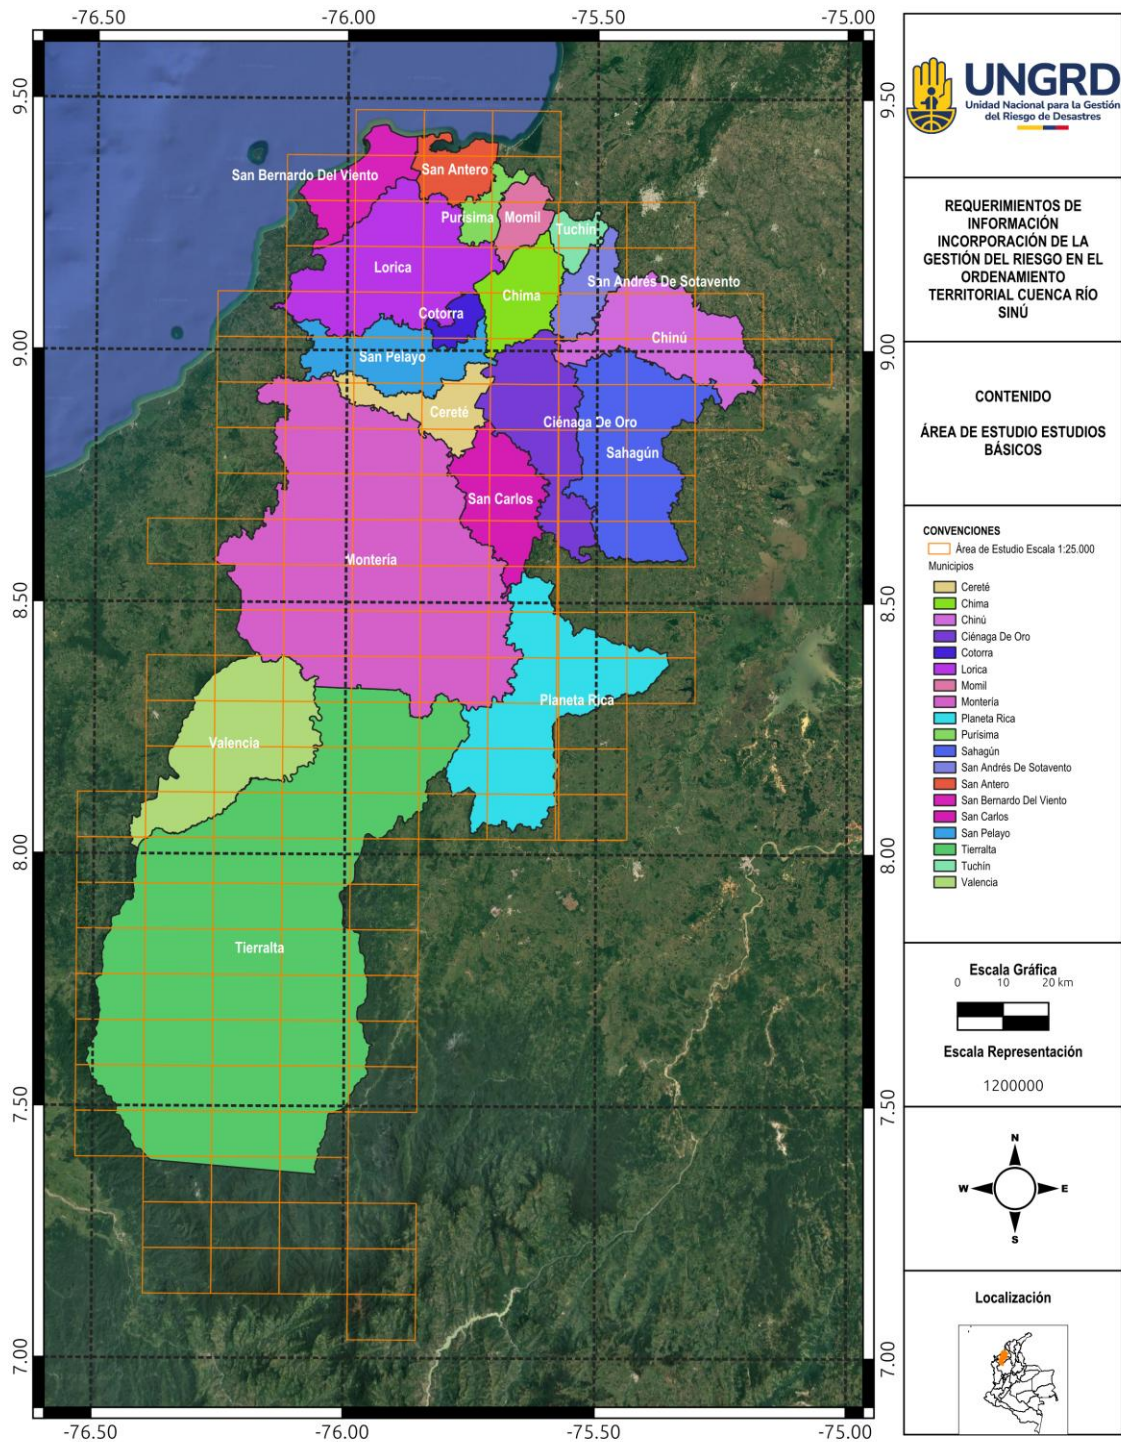 -76.50
-76.00
-75.50
-75.00
9.50
9.00
8.50
8.00
7.50
7.00
9.50
9.00
8.50
8.00
7.50
7.00
-76.50
-76.00
-75.50
-75.00
San Bernardo Del Viento
San Antero
Purísima
Momil
Tuchín
Lorica
San Andrés De Sotavento
Chima
Cotorra
Chinú
San Pelayo
Cereté
Ciénaga De Oro
Sahagún
San Carlos
Montería
Planeta Rica
Valencia
Tierralta
UNGRD
Unidad Nacional para la Gestión
del Riesgo de Desastres
REQUERIMIENTOS DE
INFORMACIÓN
INCORPORACIÓN DE LA
GESTIÓN DEL RIESGO EN EL
ORDENAMIENTO
TERRITORIAL CUENCA RÍO
SINÚ
CONTENIDO
ÁREA DE ESTUDIO ESTUDIOS
BÁSICOS
CONVENCIONES
Área de Estudio Escala 1:25.000
Municipios
Cereté
Chima
Chinú
Ciénaga De Oro
Cotorra
Lorica
Momil
Montería
Planeta Rica
Purísima
Sahagún
San Andrés De Sotavento
San Antero
San Bernardo Del Viento
San Carlos
San Pelayo
Tierralta
Tuchín
Valencia
Escala Gráfica
0 10 20 km
Escala Representación
1200000
N
W E
S
Localización